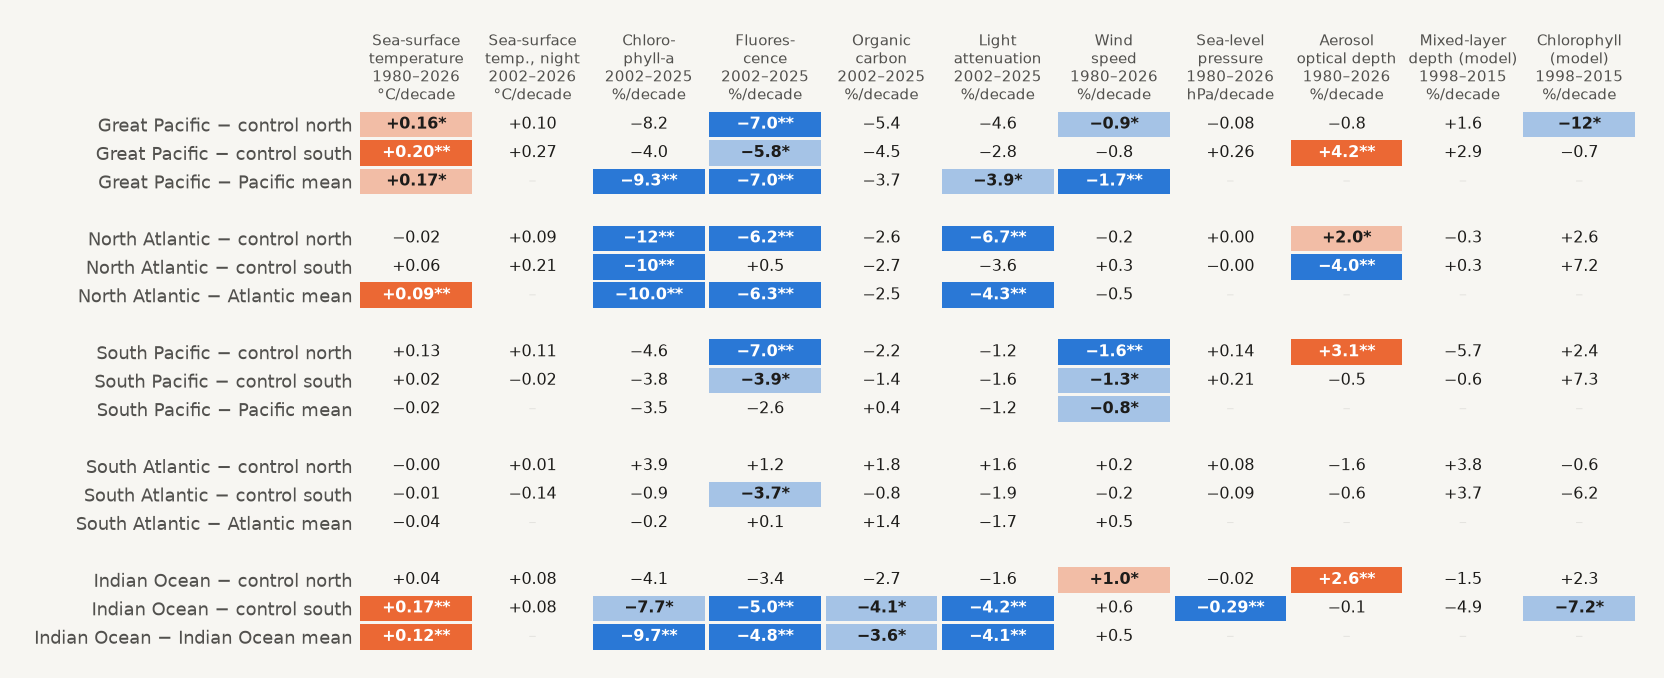 Sea-surface Sea-surface Chloro- Fluores- Organic Light Wind Sea-level Aerosol Mixed-layer Chlorophyll
temperature temp., night phyll-a cence carbon attenuation speed pressure optical depth depth (model) (model)
1980–2026 2002–2026 2002–2025 2002–2025 2002–2025 2002–2025 1980–2026 1980–2026 1980–2026 1998–2015 1998–2015
°C/decade °C/decade %/decade %/decade %/decade %/decade %/decade hPa/decade %/decade %/decade %/decade
Great Pacific − control north +0.16* +0.10 −8.2 −7.0** −5.4 −4.6 −0.9* −0.08 −0.8 +1.6 −12*
Great Pacific − control south +0.20** +0.27 −4.0 −5.8* −4.5 −2.8 −0.8 +0.26 +4.2** +2.9 −0.7
Great Pacific − Pacific mean +0.17* – −9.3** −7.0** −3.7 −3.9* −1.7** – – – –
North Atlantic − control north −0.02 +0.09 −12** −6.2** −2.6 −6.7** −0.2 +0.00 +2.0* −0.3 +2.6
North Atlantic − control south +0.06 +0.21 −10** +0.5 −2.7 −3.6 +0.3 −0.00 −4.0** +0.3 +7.2
North Atlantic − Atlantic mean +0.09** – −10.0** −6.3** −2.5 −4.3** −0.5 – – – –
South Pacific − control north +0.13 +0.11 −4.6 −7.0** −2.2 −1.2 −1.6** +0.14 +3.1** −5.7 +2.4
South Pacific − control south +0.02 −0.02 −3.8 −3.9* −1.4 −1.6 −1.3* +0.21 −0.5 −0.6 +7.3
South Pacific − Pacific mean −0.02 – −3.5 −2.6 +0.4 −1.2 −0.8* – – – –
South Atlantic − control north −0.00 +0.01 +3.9 +1.2 +1.8 +1.6 +0.2 +0.08 −1.6 +3.8 −0.6
South Atlantic − control south −0.01 −0.14 −0.9 −3.7* −0.8 −1.9 −0.2 −0.09 −0.6 +3.7 −6.2
South Atlantic − Atlantic mean −0.04 – −0.2 +0.1 +1.4 −1.7 +0.5 – – – –
Indian Ocean − control north +0.04 +0.08 −4.1 −3.4 −2.7 −1.6 +1.0* −0.02 +2.6** −1.5 +2.3
Indian Ocean − control south +0.17** +0.08 −7.7* −5.0** −4.1* −4.2** +0.6 −0.29** −0.1 −4.9 −7.2*
Indian Ocean − Indian Ocean mean +0.12** – −9.7** −4.8** −3.6* −4.1** +0.5 – – – –